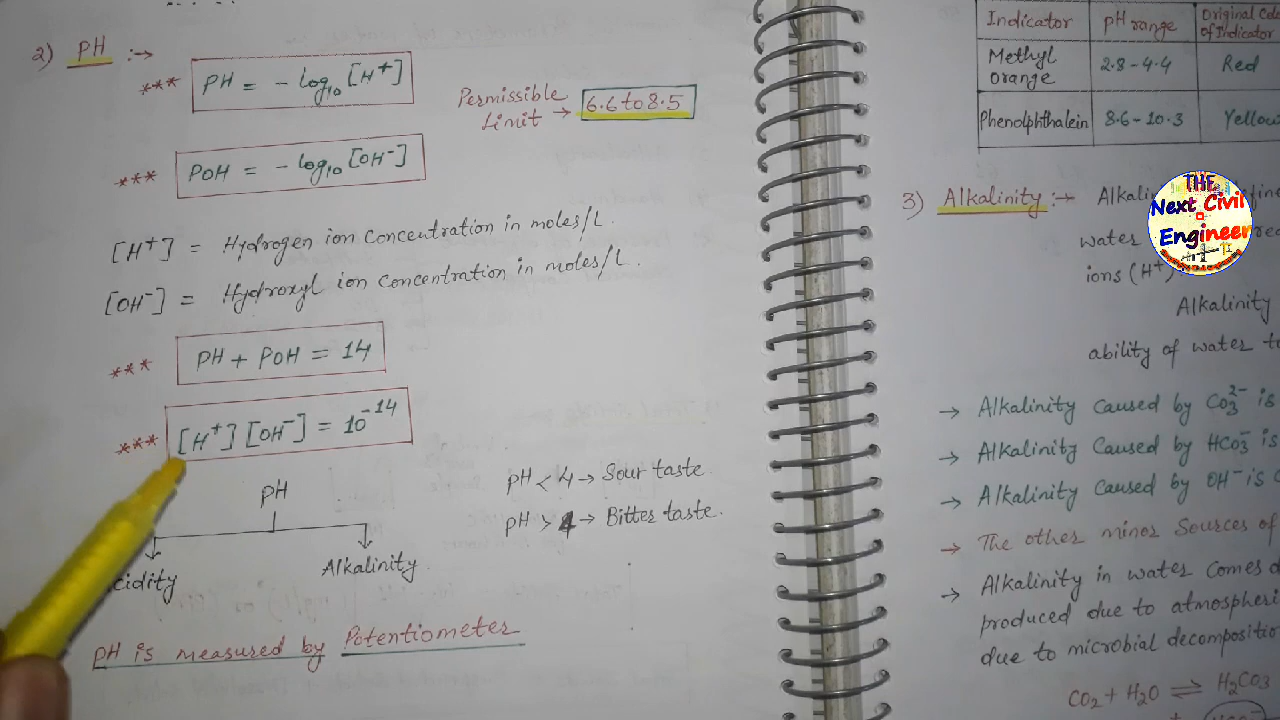 2) PH :→
*** PH = - log10 [H+]
Permissible
Limit → 6.6 to 8.5
*** POH = - log10 [OH-]
[H+] = Hydrogen ion Concentration in moles/L.
[OH-] = Hydroxyl ion Concentration in moles/L.
*** PH + POH = 14
*** [H+] [OH-] = 10-14
pH
cidity
Alkalinity.
pH < 4 → Sour taste.
pH > 4 → Bitter taste.
PH is measured by Potentiometer
Indicator pH range Original Colo
of Indicator
Methyl
Orange 2.8 - 4.4 Red
Phenolphthalein 8.6 - 10.3 Yellow
THE
Next Civil
Engineer
3) Alkalinity :→ Alkali
water
ions (H+)
Alkalinity
ability of water t
→ Alkalinity Caused by CO3 2- is
→ Alkalinity Caused by HCO3- is
→ Alkalinity Caused by OH- is
→ The other minor Sources of
→ Alkalinity in water Comes
produced due to atmospheri
due to microbial decompositio
CO2 + H2O ⇌ H2CO3